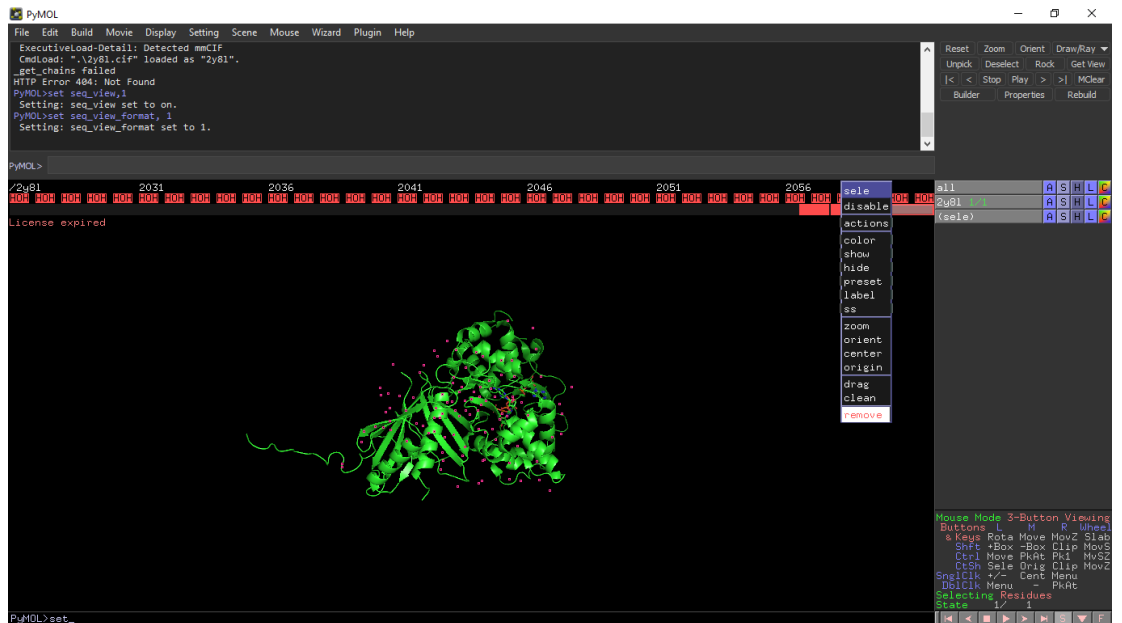 PyMOL
File Edit Build Movie Display Setting Scene Mouse Wizard Plugin Help
ExecutiveLoad-Detail: Detected mmCIF
CmdLoad: ".\2y8l.cif" loaded as "2y8l".
_get_chains failed
HTTP Error 404: Not Found
PyMOL>set seq_view,1
Setting: seq_view set to on.
PyMOL>set seq_view_format, 1
Setting: seq_view_format set to 1.
PyMOL>
Reset Zoom Orient Draw/Ray
Unpick Deselect Rock Get View
|< < Stop Play > >| MClear
Builder Properties Rebuild
/2y8l 2031 2036 2041 2046 2051 2056
HOH HOH HOH HOH HOH HOH HOH HOH HOH HOH HOH HOH HOH HOH HOH HOH HOH HOH HOH HOH HOH HOH HOH HOH HOH HOH HOH HOH HOH HOH HOH HOH HOH
License expired
sele
disable
actions
color
show
hide
preset
label
ss
zoom
orient
center
origin
drag
clean
remove
all A S H L C
2y8l 1/1 A S H L C
(sele) A S H L C
Mouse Mode 3-Button Viewing
Buttons L M R Wheel
& Keys Rota Move MovZ Slab
Shft +Box -Box Clip MovS
Ctrl Move PkAt Pk1 MvSZ
CtSh Sele Orig Clip MovZ
SnglClk +/- Cent Menu
DblClk Menu - PkAt
Selecting Residues
State 1/ 1
S F
PyMOL>set_